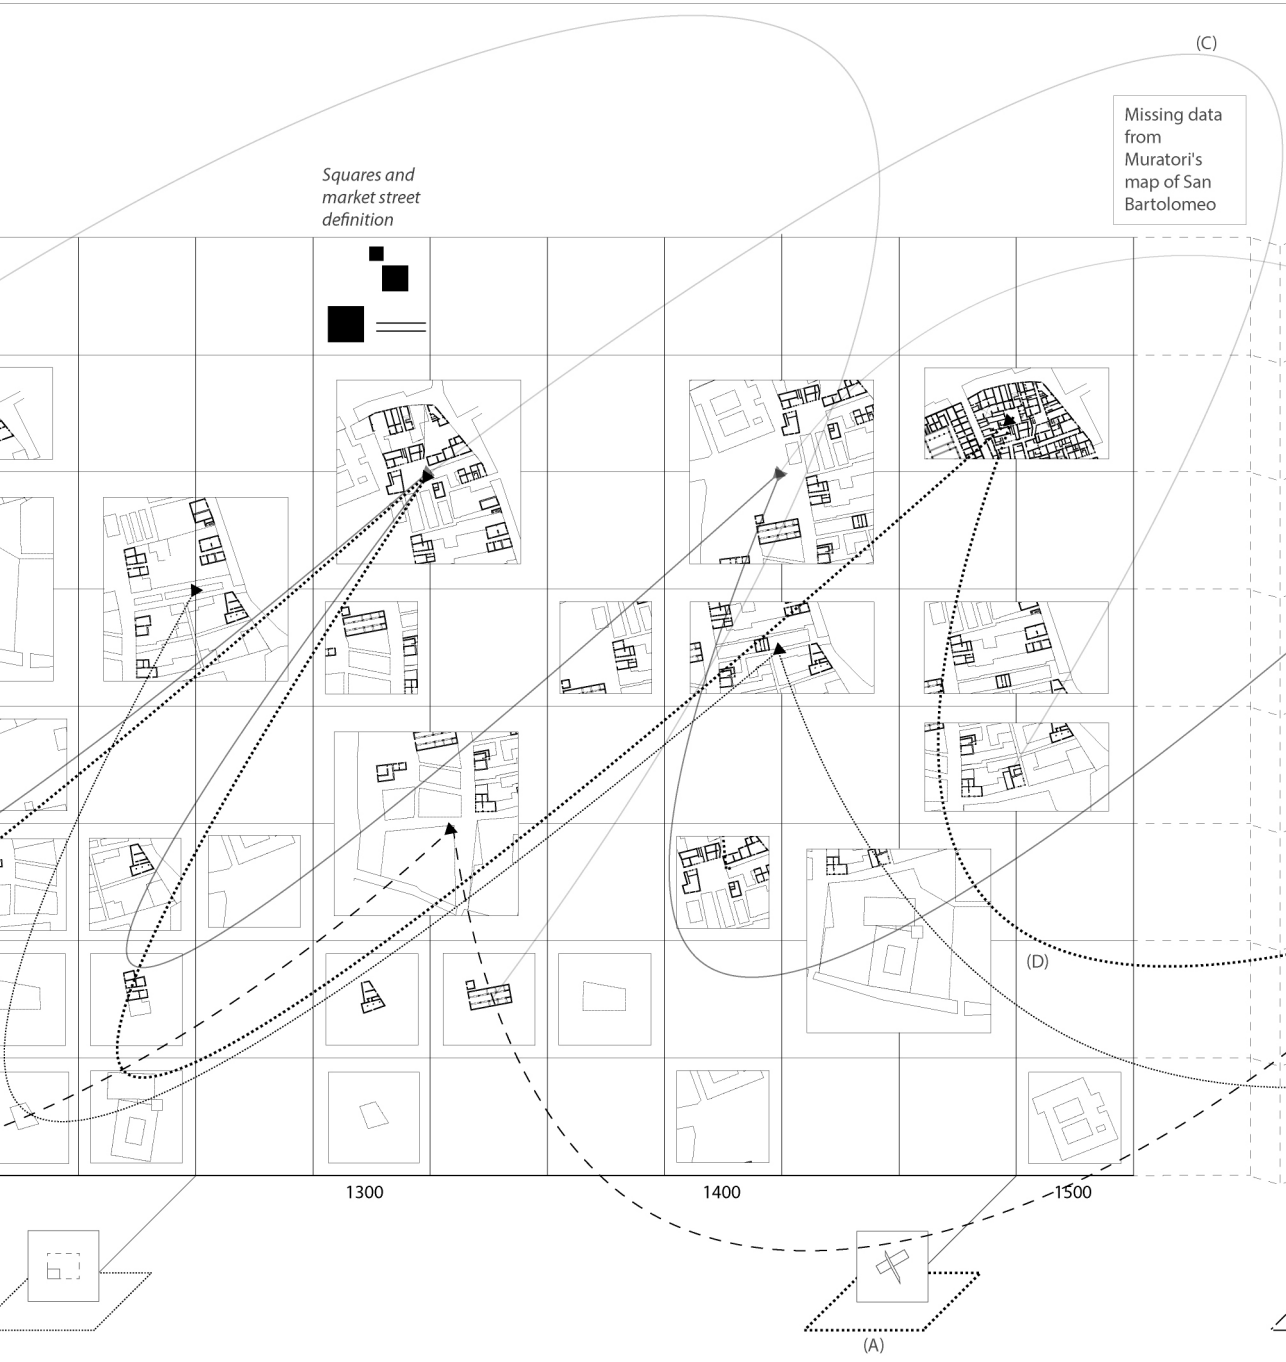 (C)
Missing data
from
Muratori's
map of San
Bartolomeo
Squares and
market street
definition
(D)
1300
1400
1500
(A)